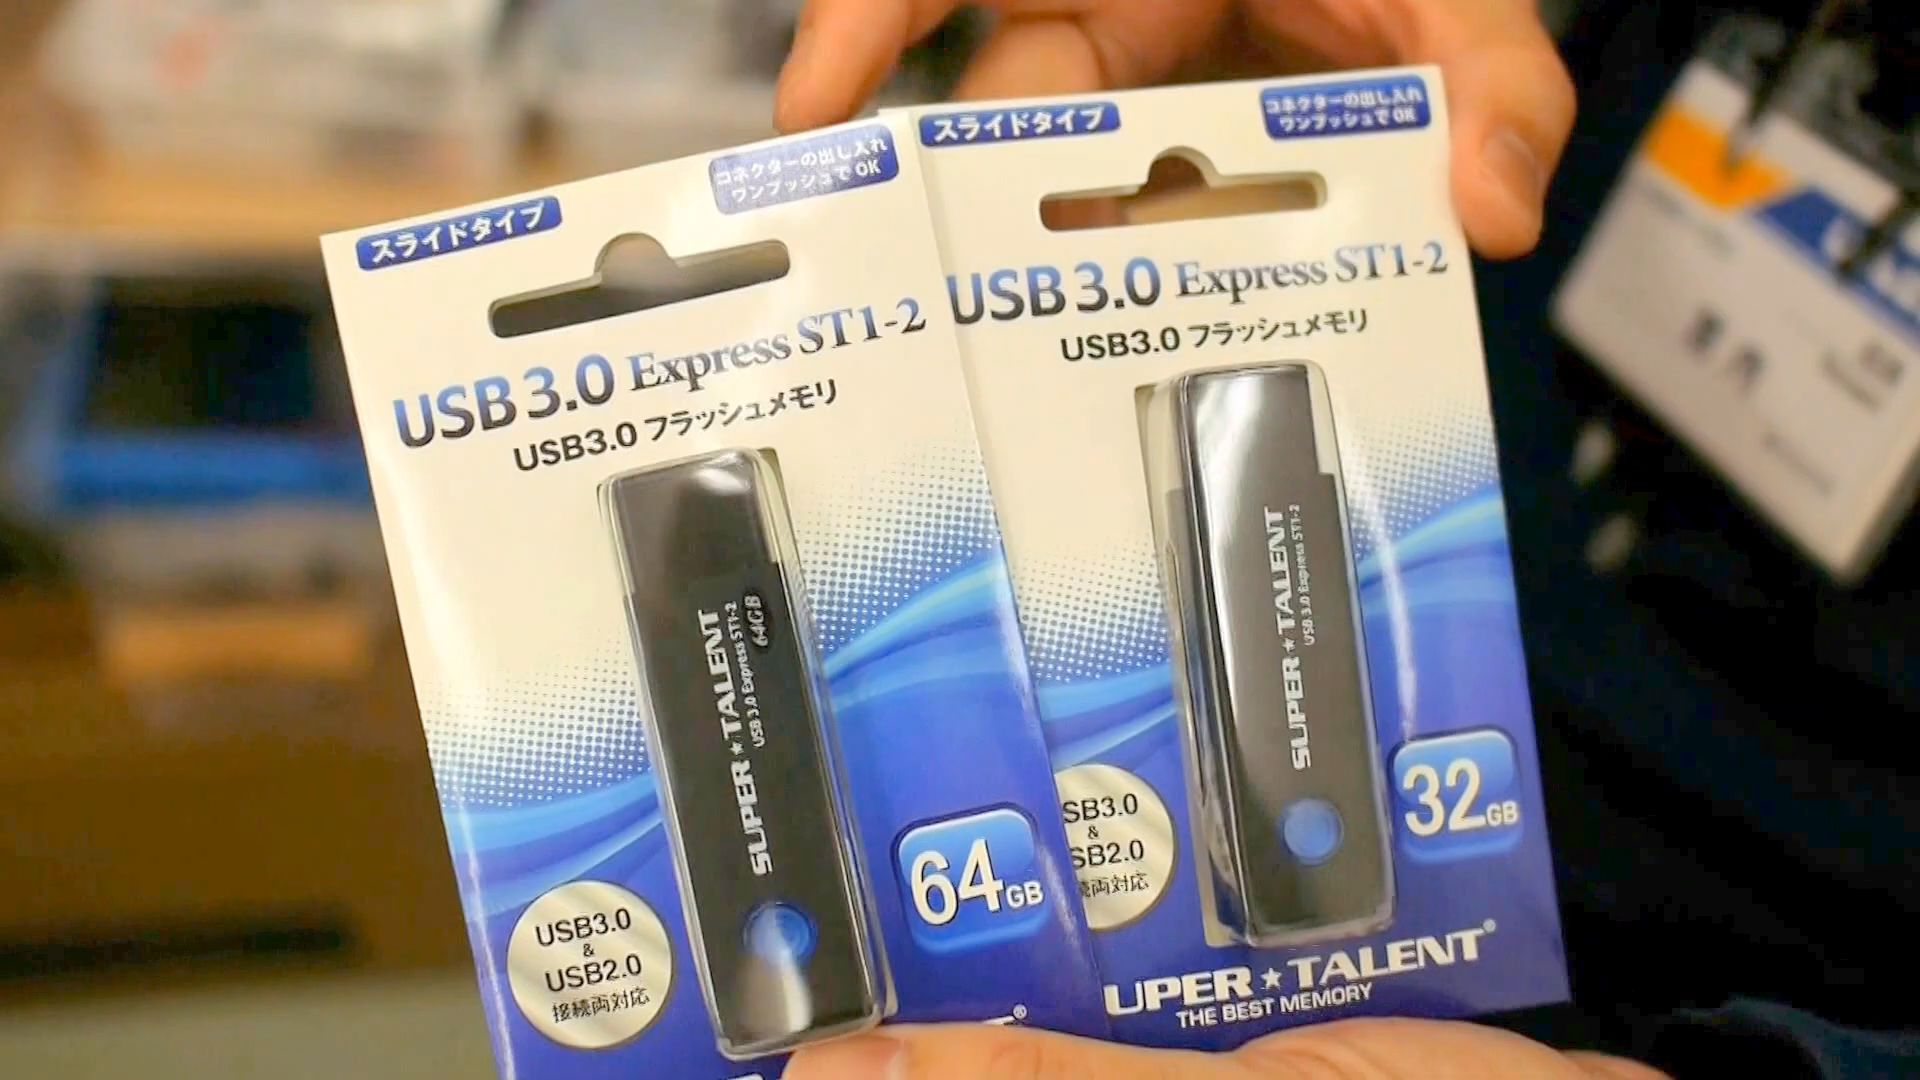 スライドタイプ
コネクターの出し入れ
ワンプッシュでOK
USB3.0 Express ST1-2
USB3.0 フラッシュメモリ
SUPER★TALENT
USB 3.0 Express ST1-2
64GB
64GB
USB3.0
&
USB2.0
接続両対応
®
スライドタイプ
コネクターの出し入れ
ワンプッシュでOK
USB3.0 Express ST1-2
USB3.0 フラッシュメモリ
SUPER★TALENT
USB 3.0 Express ST1-2
32GB
SB3.0
&
SB2.0
続両対応
UPER★TALENT®
THE BEST MEMORY